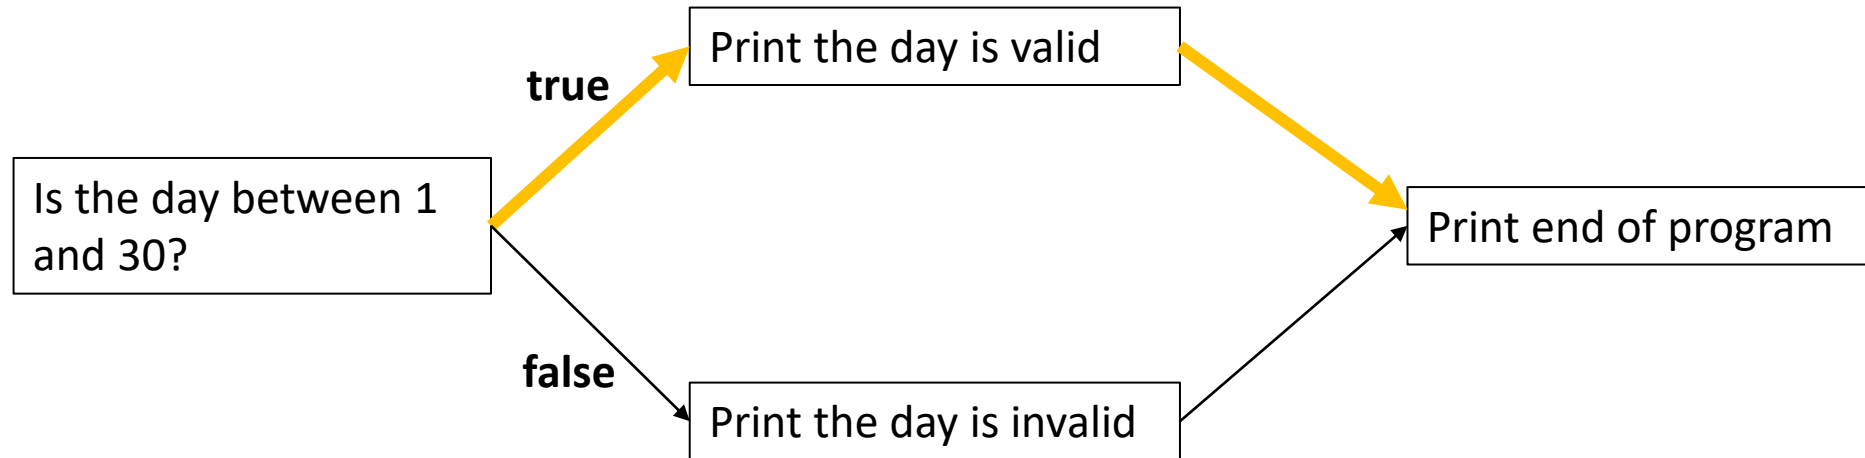 Print the day is valid
true
Is the day between 1
and 30?
Print end of program
false
Print the day is invalid